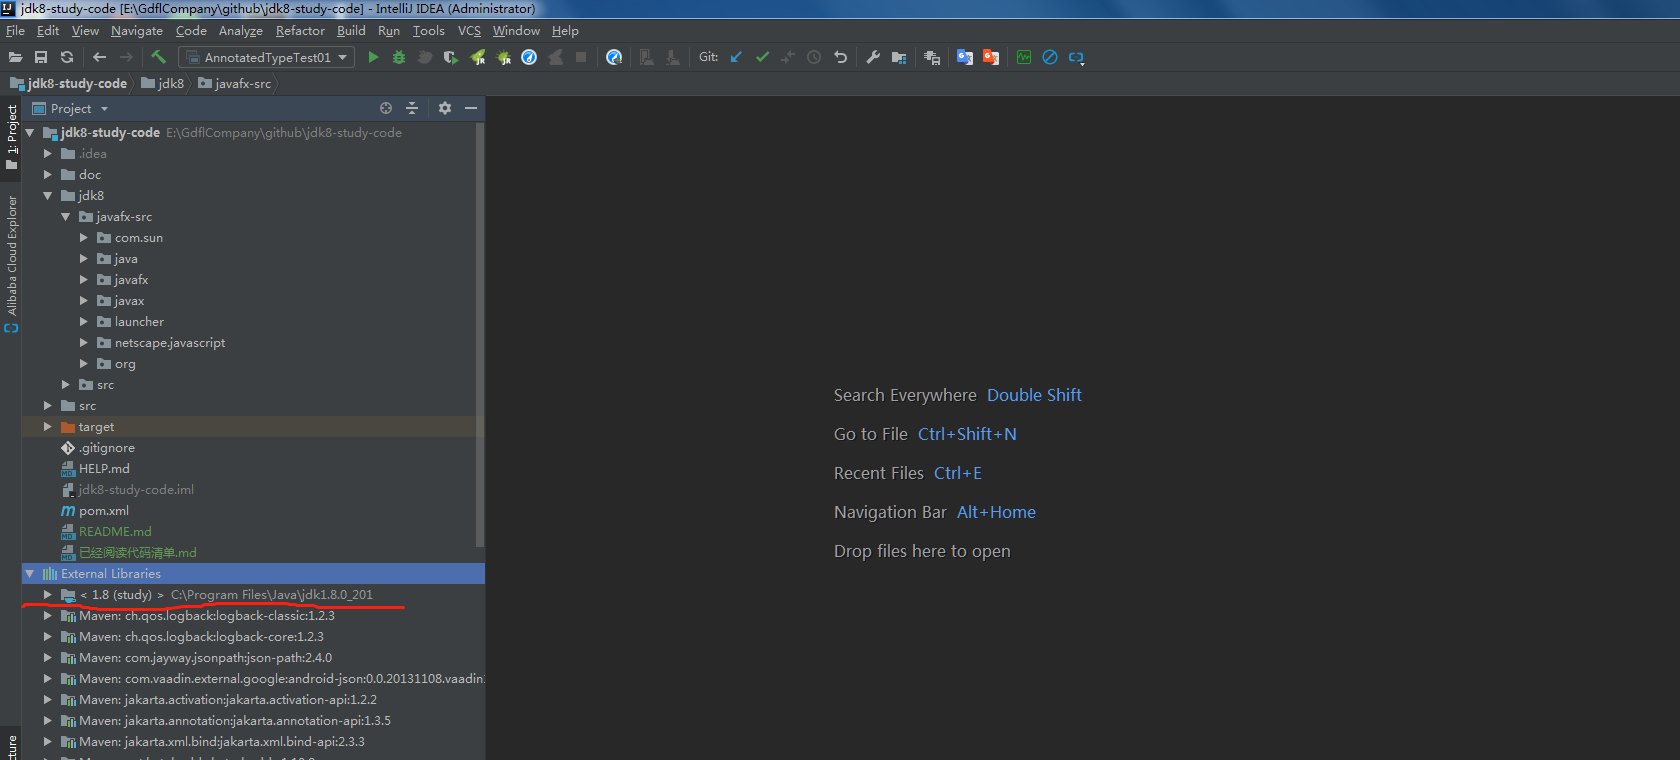 jdk8-study-code [E:\GdflCompany\github\jdk8-study-code] - IntelliJ IDEA (Administrator)
File Edit View Navigate Code Analyze Refactor Build Run Tools VCS Window Help
AnnotatedTypeTest01 Git:
jdk8-study-code jdk8 javafx-src
1: Project
Alibaba Cloud Explorer
Project
jdk8-study-code E:\GdflCompany\github\jdk8-study-code
.idea
doc
jdk8
javafx-src
com.sun
java
javafx
javax
launcher
netscape.javascript
org
src
src
target
.gitignore
HELP.md
jdk8-study-code.iml
pom.xml
README.md
已经阅读代码清单.md
External Libraries
< 1.8 (study) > C:\Program Files\Java\jdk1.8.0_201
Maven: ch.qos.logback:logback-classic:1.2.3
Maven: ch.qos.logback:logback-core:1.2.3
Maven: com.jayway.jsonpath:json-path:2.4.0
Maven: com.vaadin.external.google:android-json:0.0.20131108.vaadin1
Maven: jakarta.activation:jakarta.activation-api:1.2.2
Maven: jakarta.annotation:jakarta.annotation-api:1.3.5
Maven: jakarta.xml.bind:jakarta.xml.bind-api:2.3.3
Search Everywhere Double Shift
Go to File Ctrl+Shift+N
Recent Files Ctrl+E
Navigation Bar Alt+Home
Drop files here to open